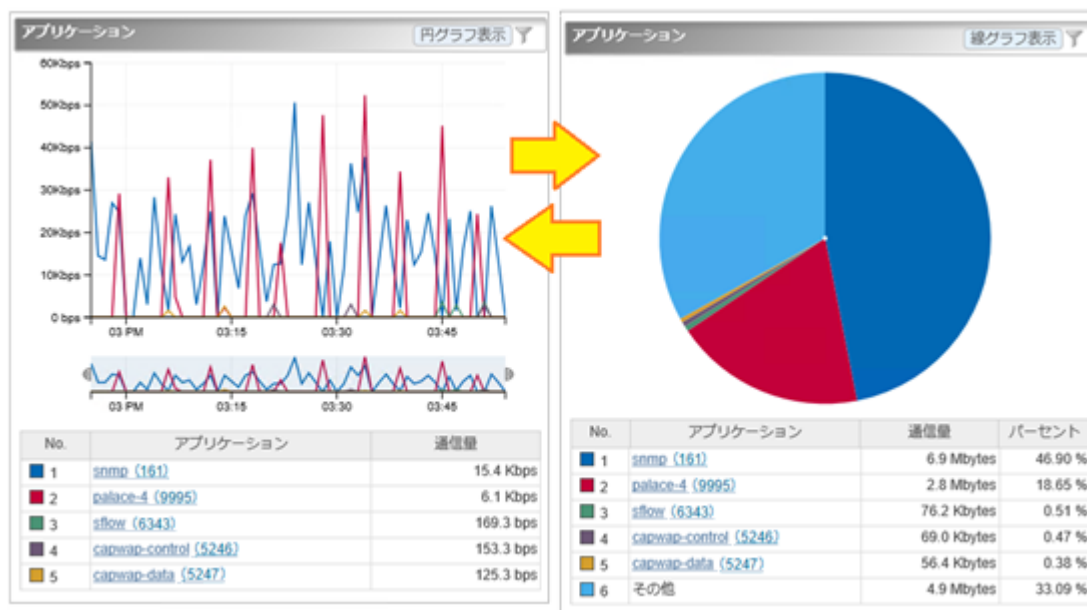 アプリケーション 円グラフ表示
60Kbps
50Kbps
40Kbps
30Kbps
20Kbps
10Kbps
0 bps
03 PM 03:15 03:30 03:45
03 PM 03:15 03:30 03:45
No. アプリケーション 通信量
1 snmp (161) 15.4 Kbps
2 palace-4 (9995) 6.1 Kbps
3 sflow (6343) 169.3 bps
4 capwap-control (5246) 153.3 bps
5 capwap-data (5247) 125.3 bps
アプリケーション 線グラフ表示
No. アプリケーション 通信量 パーセント
1 snmp (161) 6.9 Mbytes 46.90 %
2 palace-4 (9995) 2.8 Mbytes 18.65 %
3 sflow (6343) 76.2 Kbytes 0.51 %
4 capwap-control (5246) 69.0 Kbytes 0.47 %
5 capwap-data (5247) 56.4 Kbytes 0.38 %
6 その他 4.9 Mbytes 33.09 %